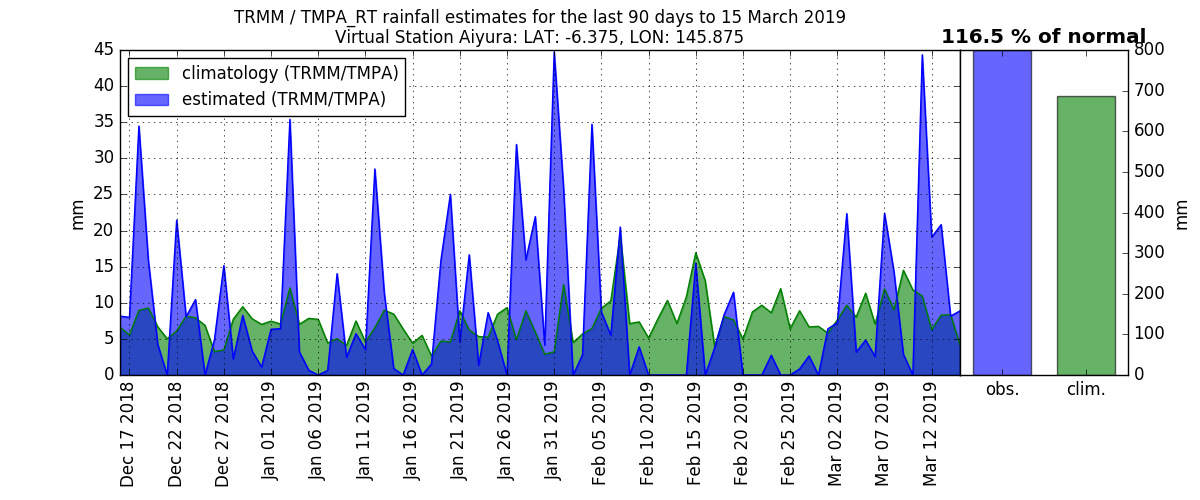 TRMM / TMPA_RT rainfall estimates for the last 90 days to 15 March 2019
Virtual Station Aiyura: LAT: -6.375, LON: 145.875
116.5 % of normal
climatology (TRMM/TMPA)
estimated (TRMM/TMPA)
mm
45
40
35
30
25
20
15
10
5
0
Dec 17 2018
Dec 22 2018
Dec 27 2018
Jan 01 2019
Jan 06 2019
Jan 11 2019
Jan 16 2019
Jan 21 2019
Jan 26 2019
Jan 31 2019
Feb 05 2019
Feb 10 2019
Feb 15 2019
Feb 20 2019
Feb 25 2019
Mar 02 2019
Mar 07 2019
Mar 12 2019
obs.
clim.
800
700
600
500
400
300
200
100
0
mm